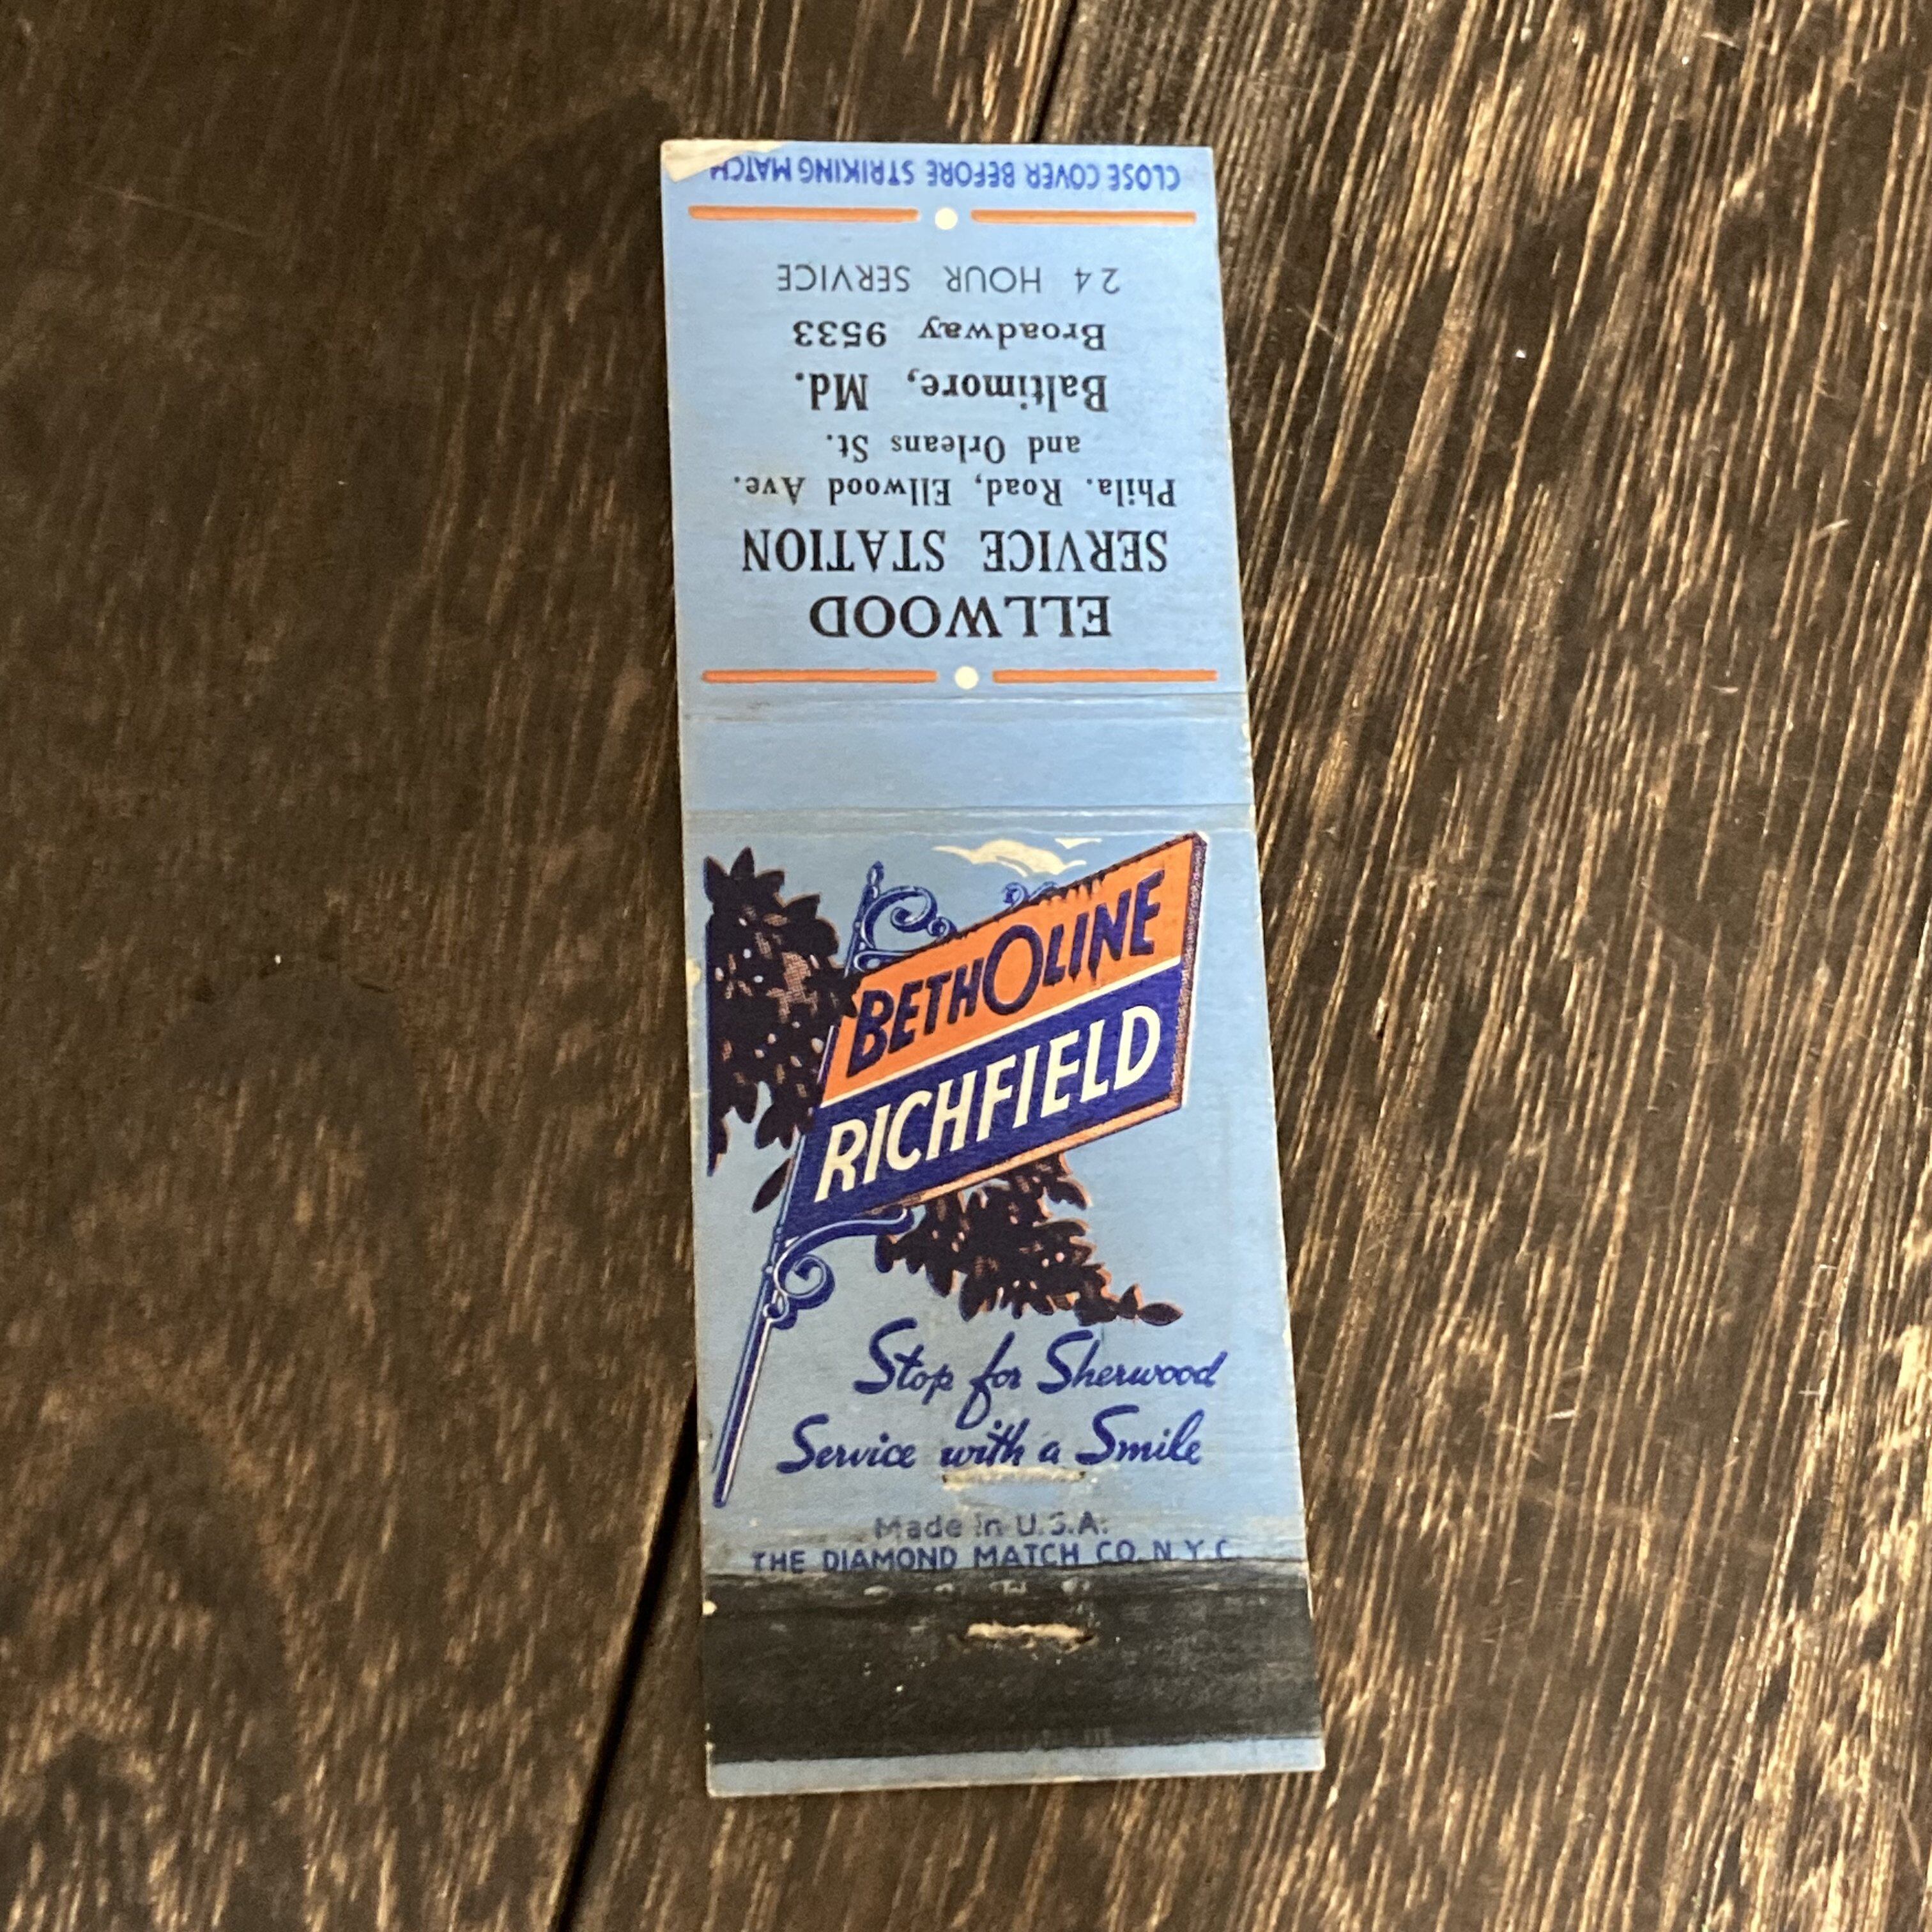 CLOSE COVER BEFORE STRIKING MATCH
ELLWOOD
SERVICE STATION
Phila. Road, Ellwood Ave.
and Orleans St.
Baltimore, Md.
Broadway 9533
24 HOUR SERVICE
BETHOLINE
RICHFIELD
Stop for Sherwood
Service with a Smile
Made in U.S.A.
THE DIAMOND MATCH CO. N.Y.C.